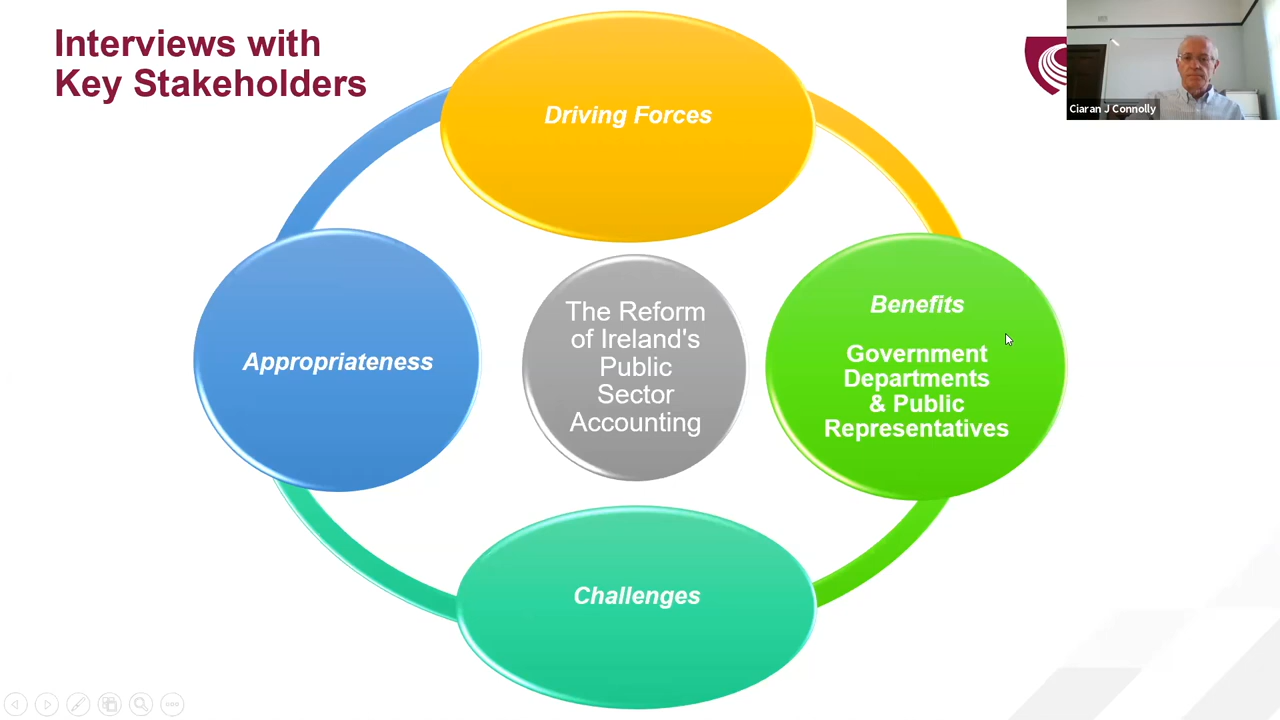 Interviews with
Key Stakeholders
Ciaran J Connolly
Driving Forces
Appropriateness
The Reform
of Ireland's
Public
Sector
Accounting
Benefits
Government
Departments
& Public
Representatives
Challenges